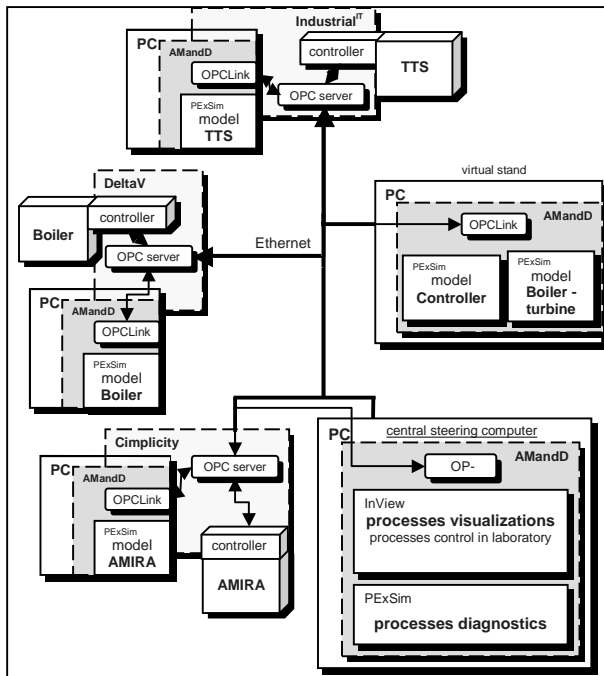 Industrial IT
PC
AMandD
OPCLink
PExSim
model
TTS
controller
OPC server
TTS
DeltaV
controller
Boiler
OPC server
PC
AMandD
OPCLink
PExSim
model
Boiler
Ethernet
virtual stand
PC
AMandD
OPCLink
PExSim
model
Controller
PExSim
model
Boiler -
turbine
Cimplicity
OPC server
PC
AMandD
OPCLink
PExSim
model
AMIRA
controller
AMIRA
central steering computer
PC
AMandD
OP-
InView
processes visualizations
processes control in laboratory
PExSim
processes diagnostics